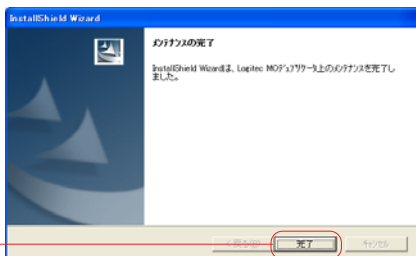 InstallShield Wizard
ﾒﾝﾃﾅﾝｽの完了
InstallShield Wizardは、Logitec MOﾃﾞｭﾌﾟﾘｹｰﾀ上のﾒﾝﾃﾅﾝｽを完了し
ました。
< 戻る(B)
完了
ｷｬﾝｾﾙ